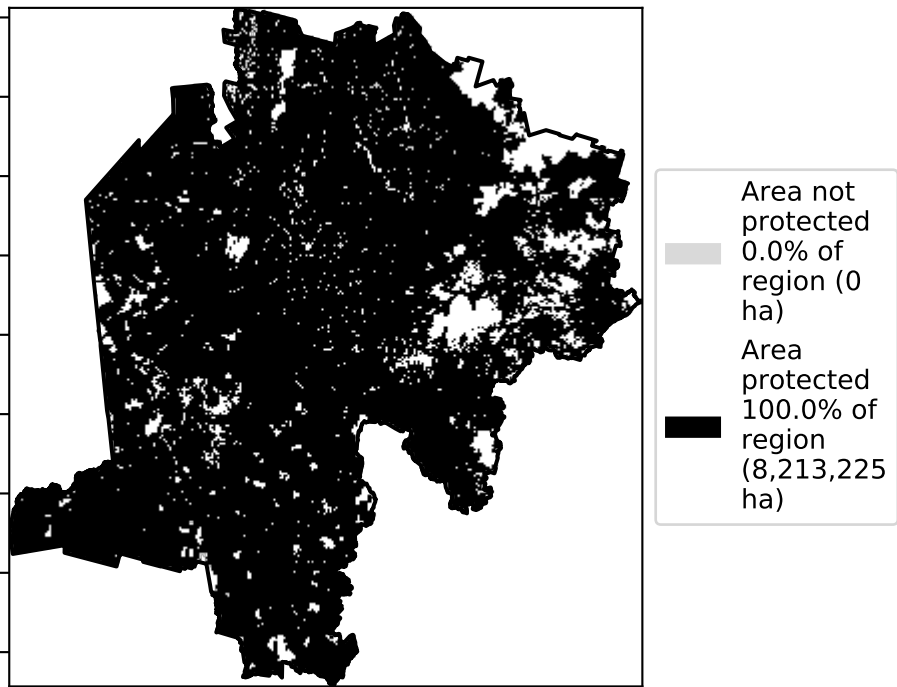 Area not
protected
0.0% of
region (0
ha)
Area
protected
100.0% of
region
(8,213,225
ha)